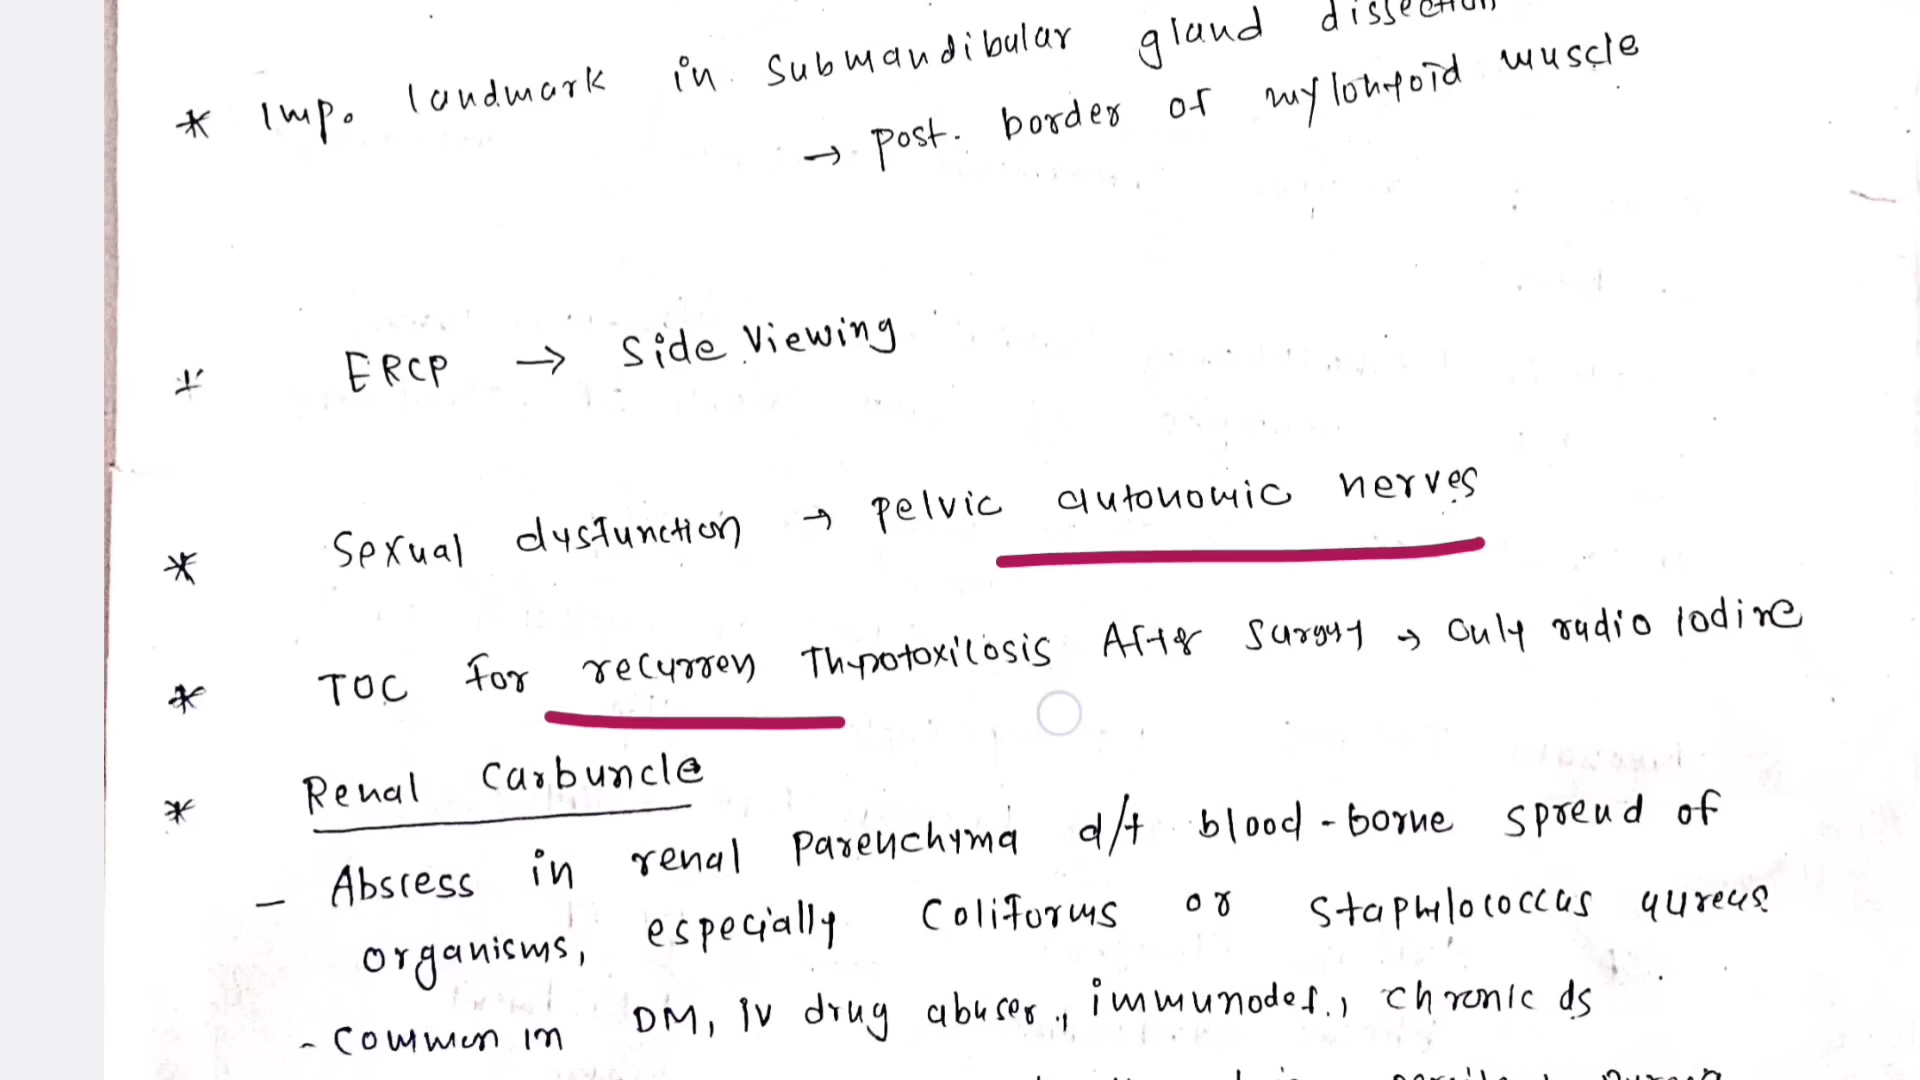 * Imp. landmark in submandibular gland dissection
→ post. border of mylohyoid muscle
* ERCP → Side viewing
* Sexual dysfunction → pelvic autonomic nerves
* TOC for recurren Thyrotoxicosis After surgery → Only radio Iodine
* Renal Carbuncle
- Abscess in renal parenchyma d/t blood-borne spread of
organisms, especially Coliforms or Staphylococcus aureus
- Common in DM, IV drug abuser, immunodef., chronic ds